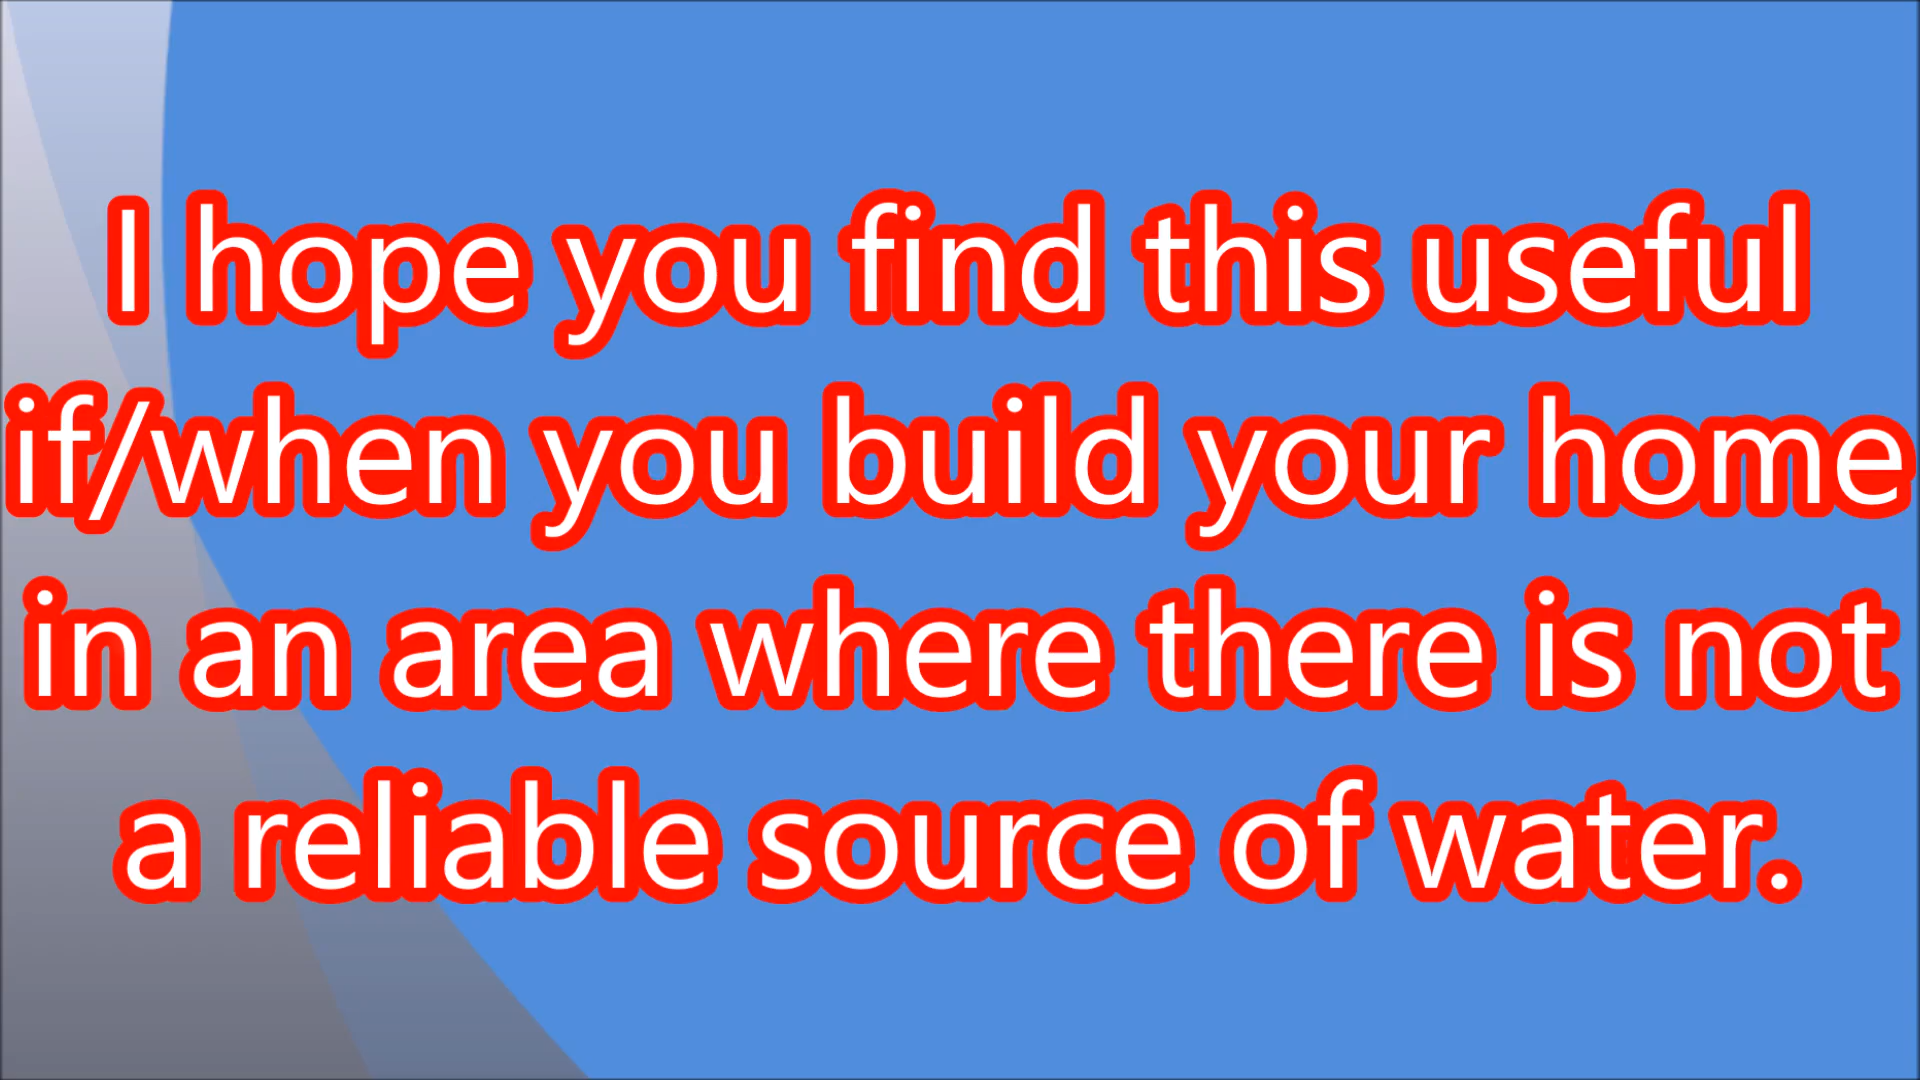 I hope you find this useful
if/when you build your home
in an area where there is not
a reliable source of water.